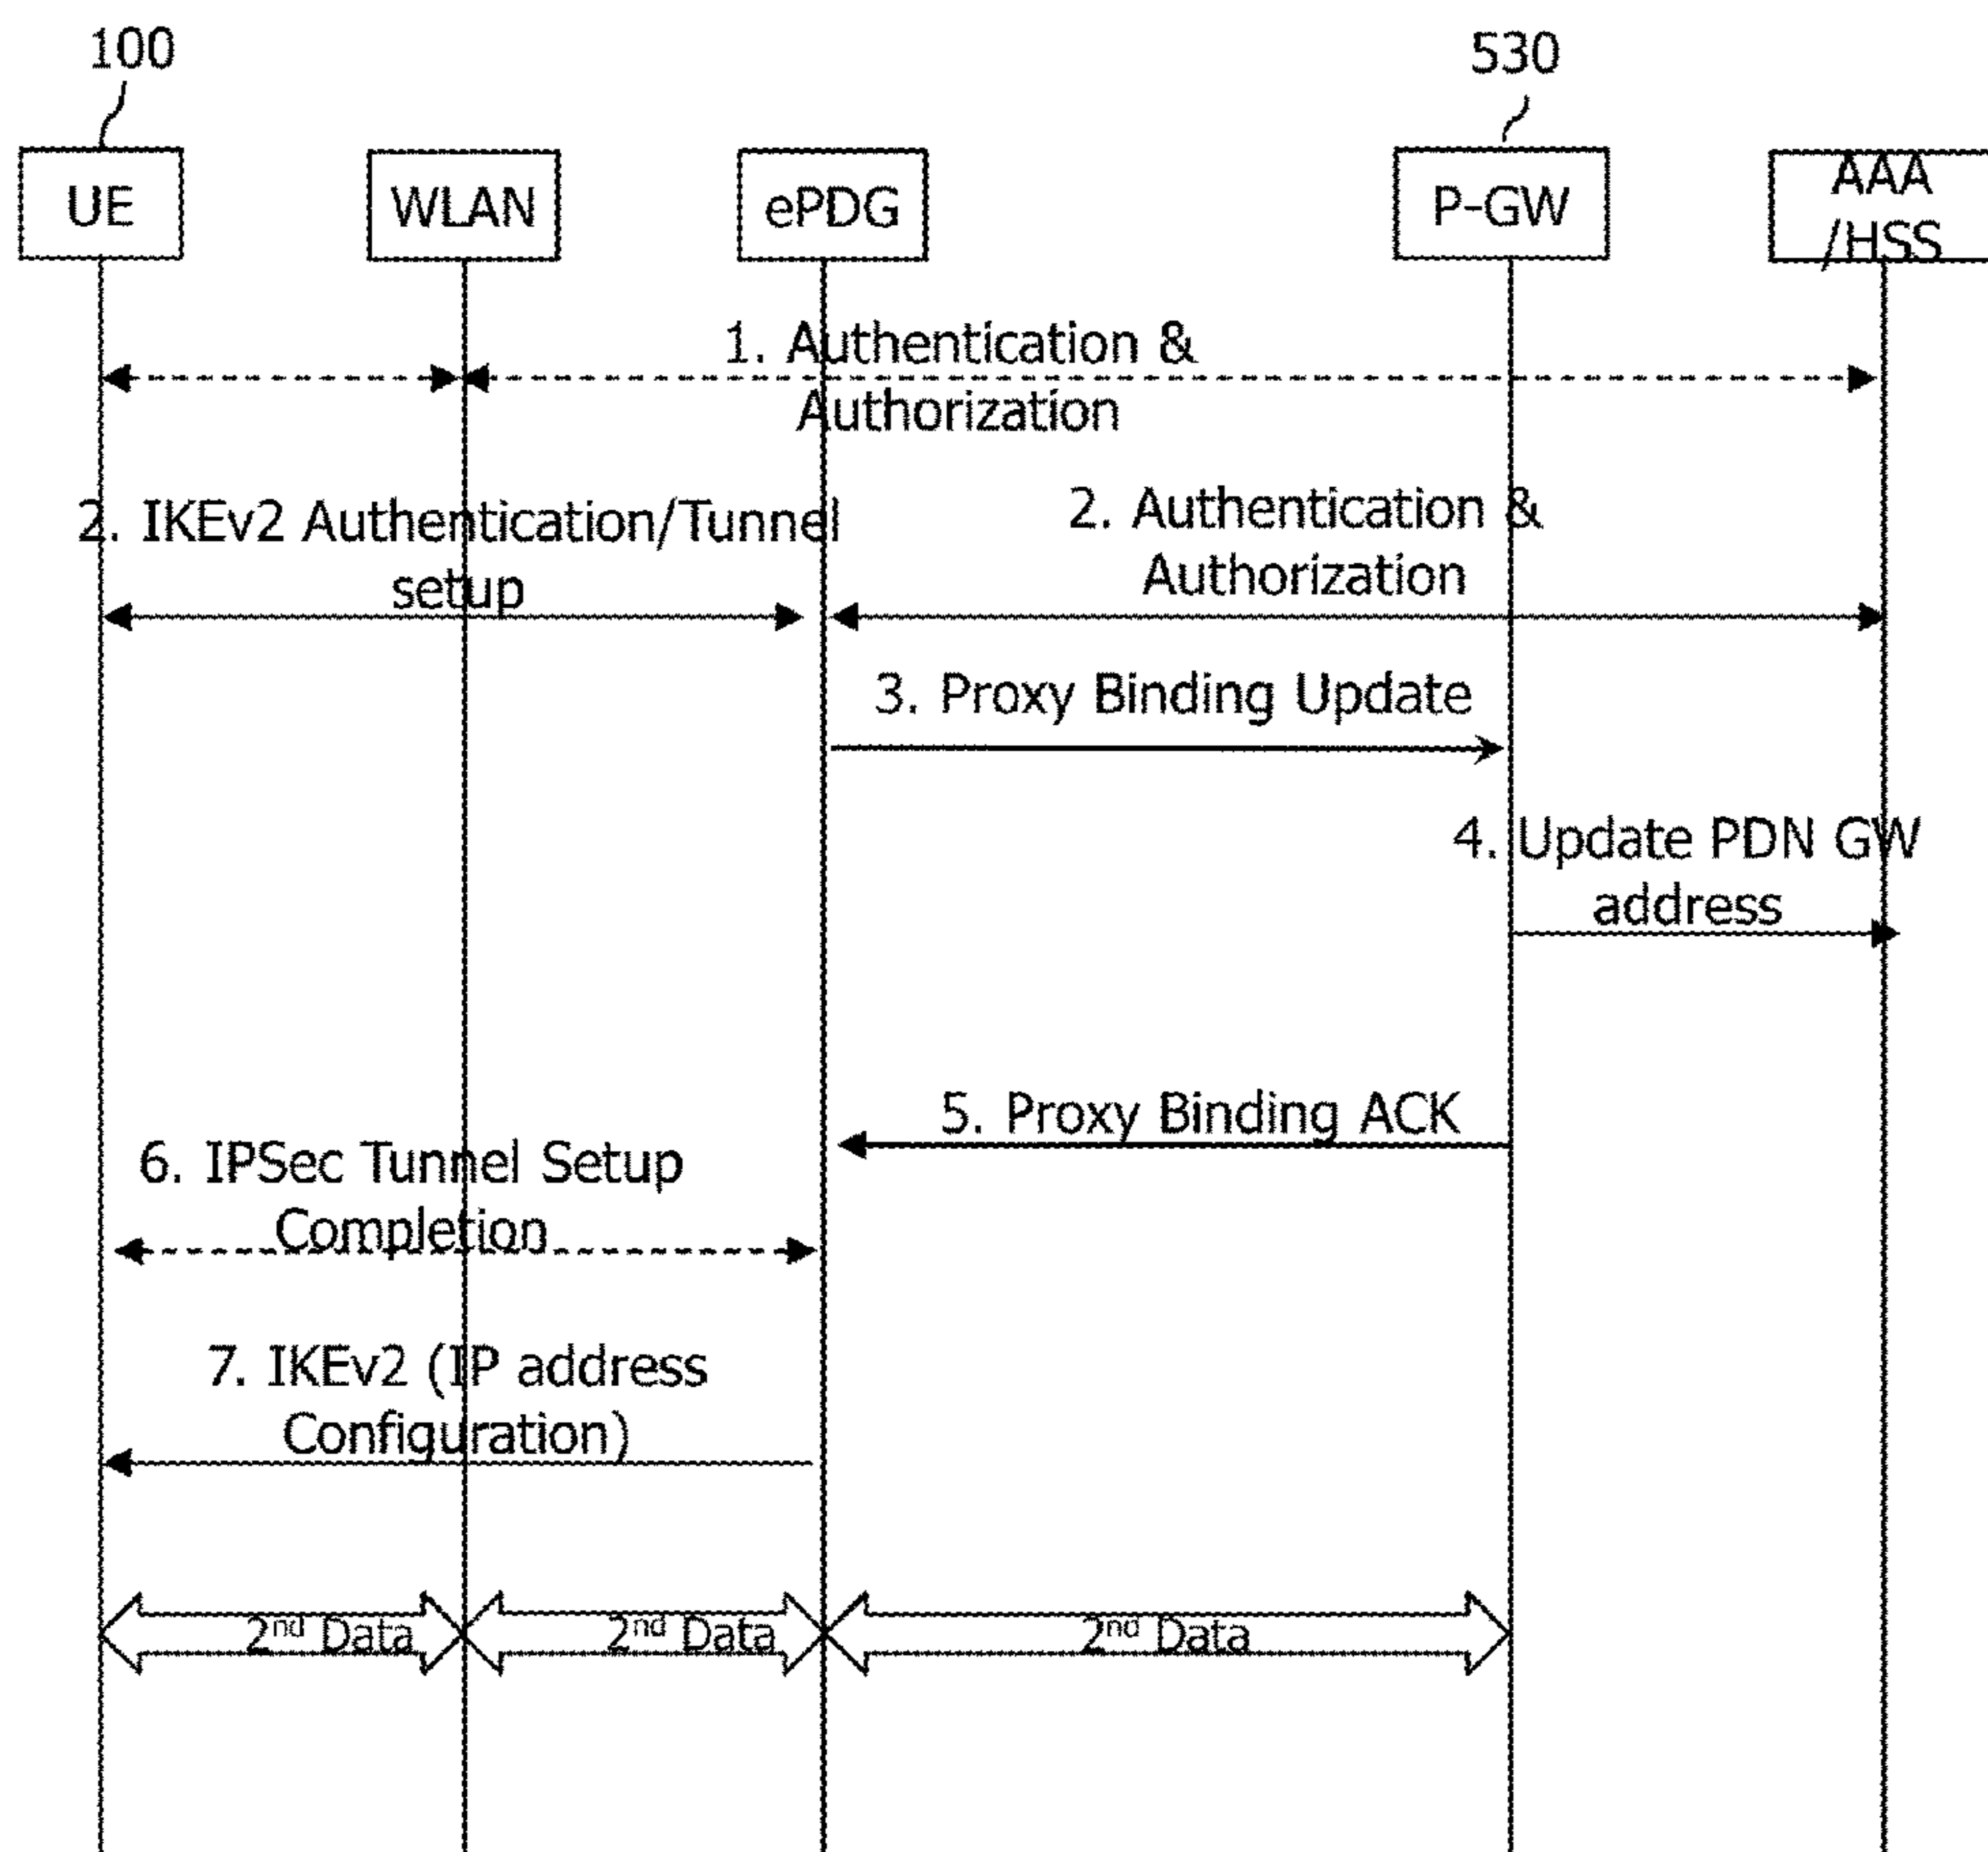 100
530
UE
WLAN
ePDG
P-GW
AAA
/HSS
1. Authentication &
Authorization
2. IKEv2 Authentication/Tunnel
setup
2. Authentication &
Authorization
3. Proxy Binding Update
4. Update PDN GW
address
5. Proxy Binding ACK
6. IPSec Tunnel Setup
Completion
7. IKEv2 (IP address
Configuration)
2nd Data
2nd Data
2nd Data